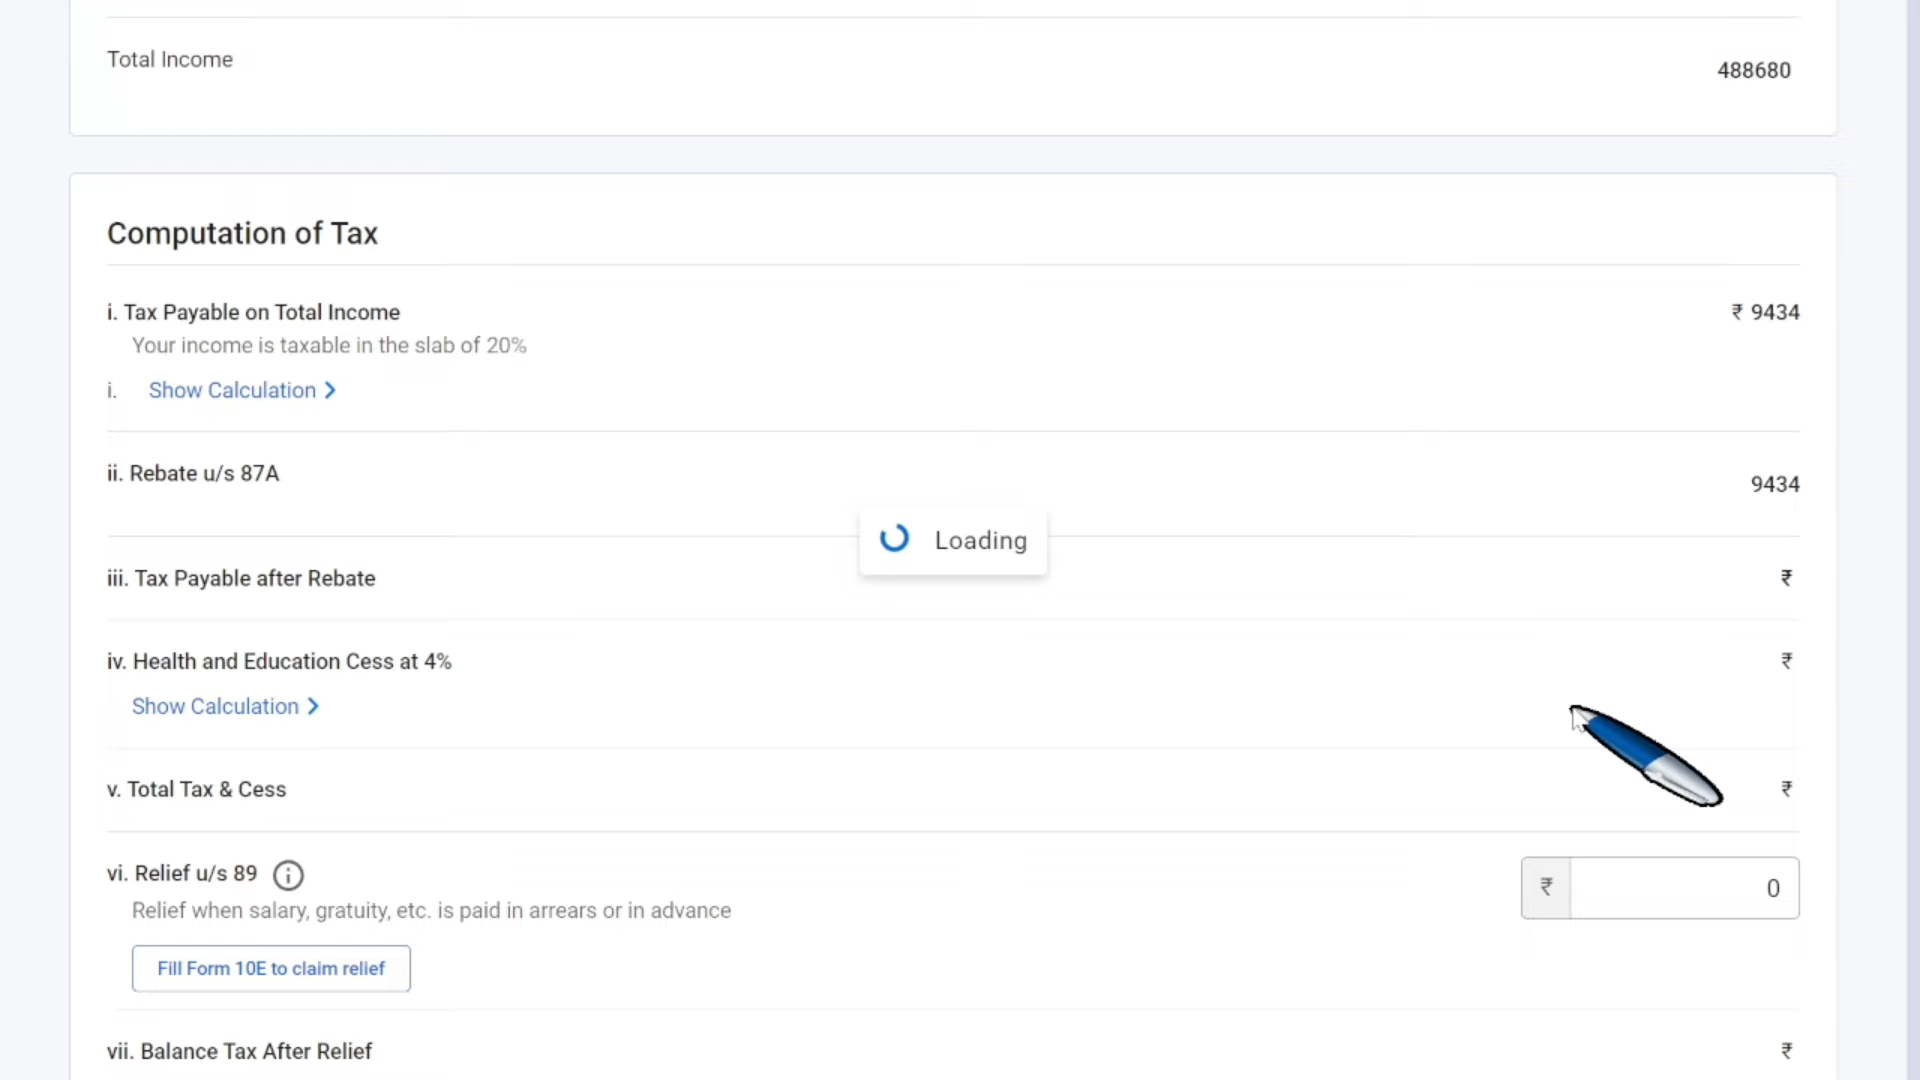 Total Income
488680
Computation of Tax
i. Tax Payable on Total Income
₹ 9434
Your income is taxable in the slab of 20%
i. Show Calculation
ii. Rebate u/s 87A
9434
Loading
iii. Tax Payable after Rebate
₹
iv. Health and Education Cess at 4%
₹
Show Calculation
v. Total Tax & Cess
₹
vi. Relief u/s 89
₹ 0
Relief when salary, gratuity, etc. is paid in arrears or in advance
Fill Form 10E to claim relief
vii. Balance Tax After Relief
₹